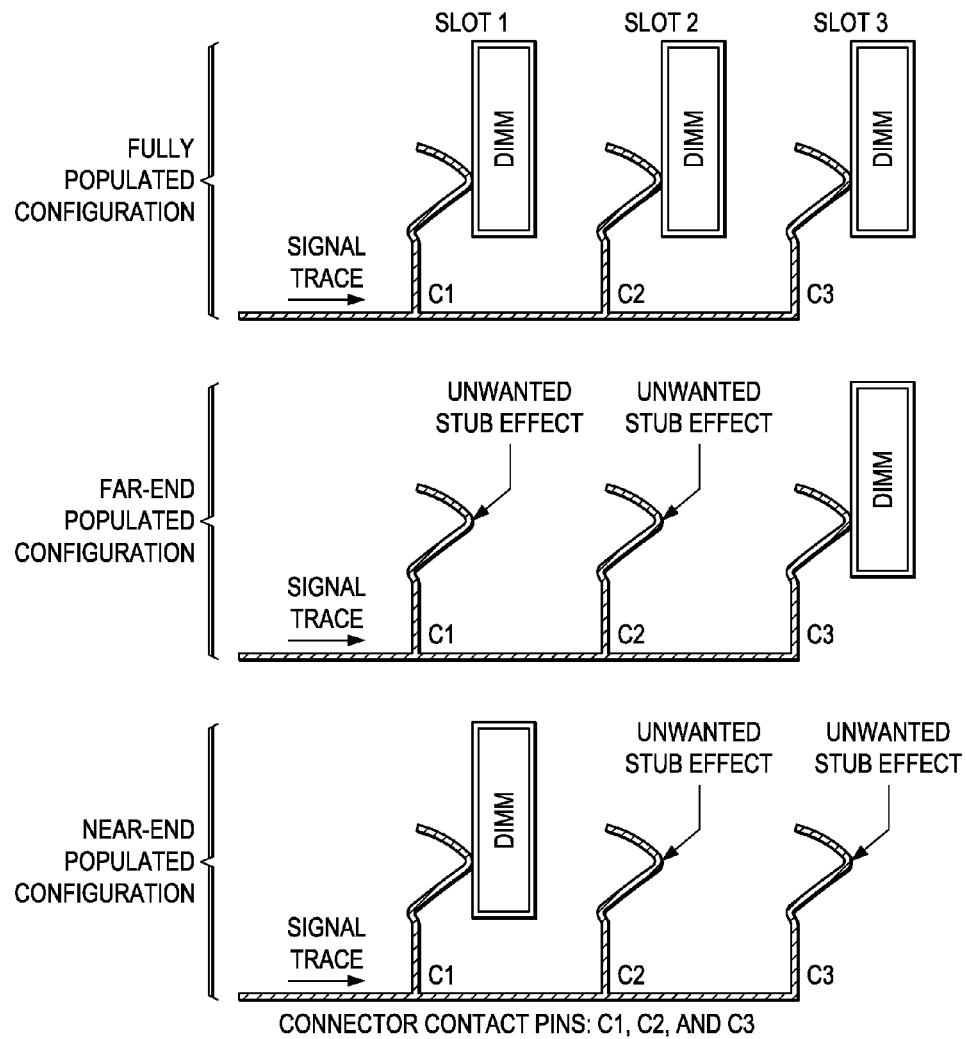 SLOT 1
SLOT 2
SLOT 3
DIMM
DIMM
DIMM
FULLY
POPULATED
CONFIGURATION
SIGNAL
TRACE
C1
C2
C3
UNWANTED
STUB EFFECT
UNWANTED
STUB EFFECT
DIMM
FAR-END
POPULATED
CONFIGURATION
SIGNAL
TRACE
C1
C2
C3
DIMM
UNWANTED
STUB EFFECT
UNWANTED
STUB EFFECT
NEAR-END
POPULATED
CONFIGURATION
SIGNAL
TRACE
C1
C2
C3
CONNECTOR CONTACT PINS: C1, C2, AND C3